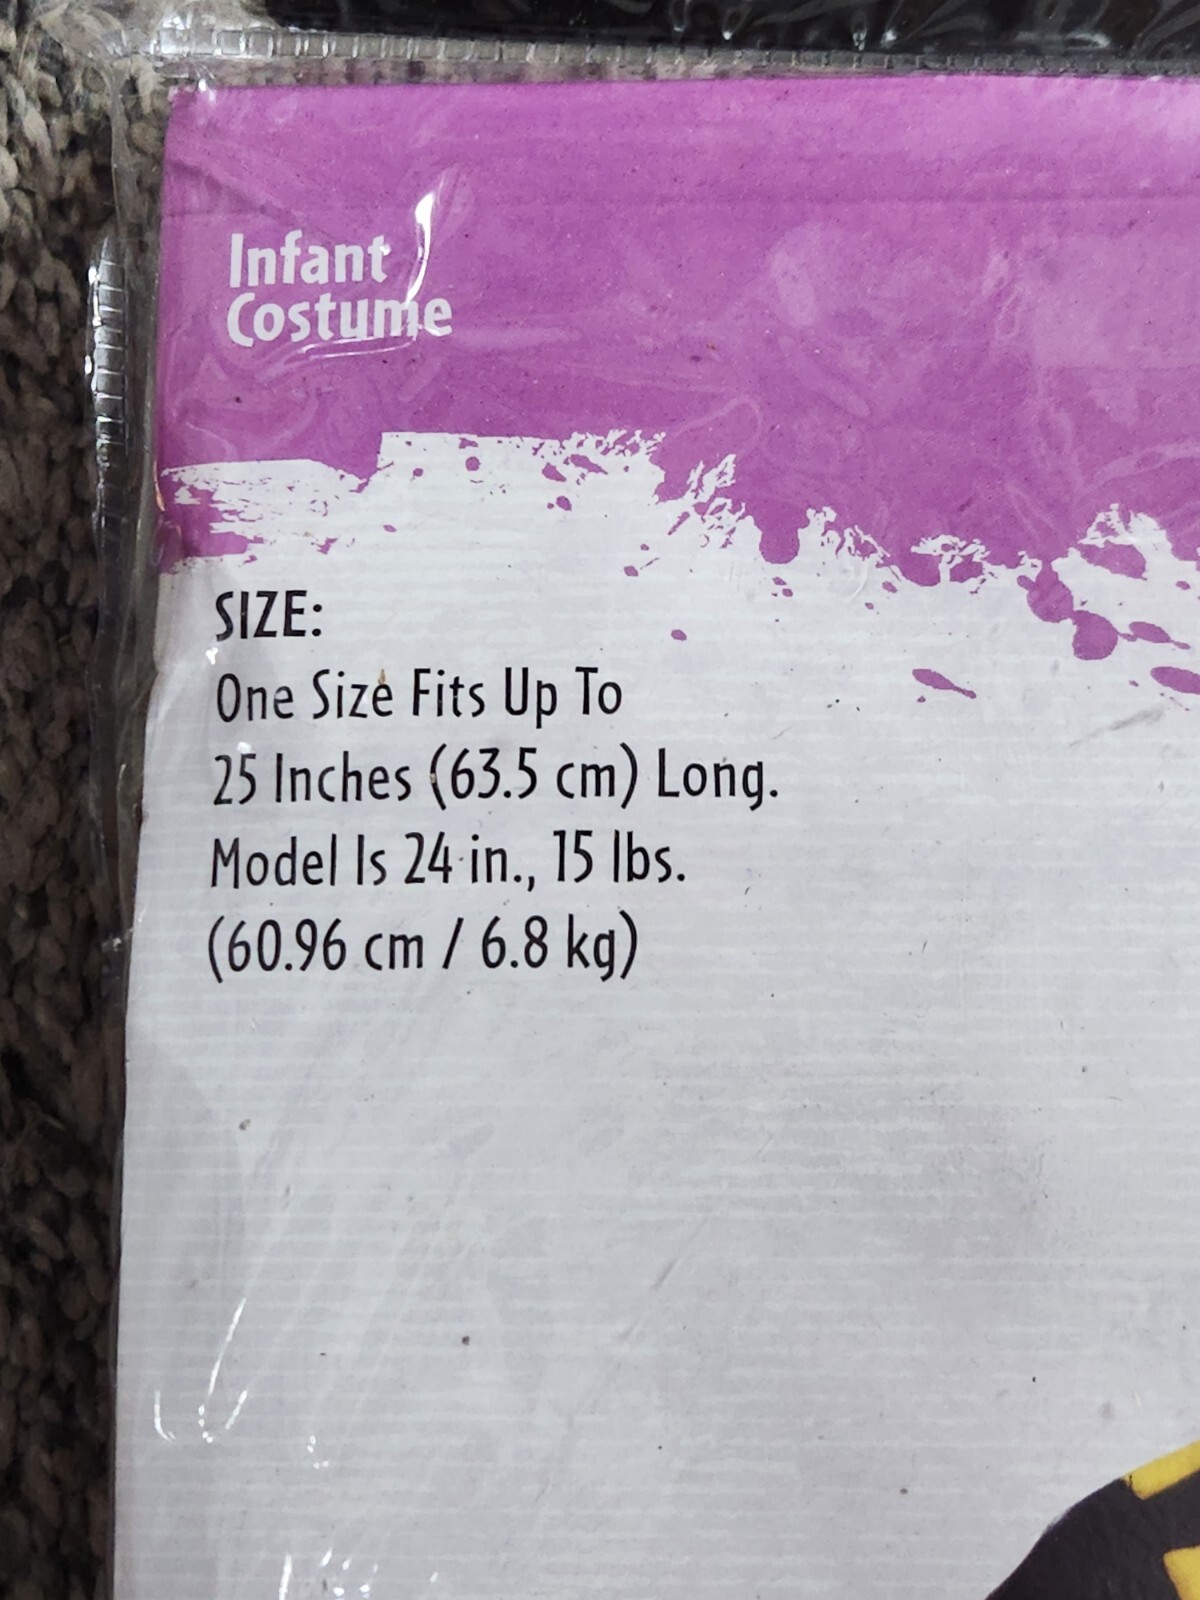 Infant
Costume
SIZE:
One Size Fits Up To
25 Inches (63.5 cm) Long.
Model Is 24 in., 15 lbs.
(60.96 cm / 6.8 kg)